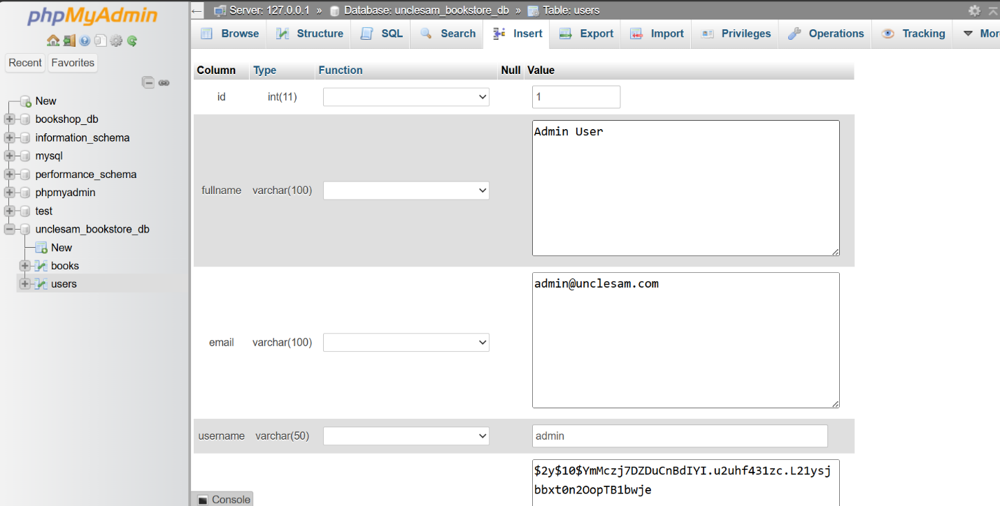 phpMyAdmin
Recent Favorites
New
bookshop_db
information_schema
mysql
performance_schema
phpmyadmin
test
unclesam_bookstore_db
New
books
users
Server: 127.0.0.1 » Database: unclesam_bookstore_db » Table: users
Browse Structure SQL Search Insert Export Import Privileges Operations Tracking Mor
Column Type Function Null Value
id int(11) 1
fullname varchar(100) Admin User
email varchar(100) admin@unclesam.com
username varchar(50) admin
$2y$10$YmMczj7DZDuCnBdIYI.u2uhf431zc.L21ysj
bbxt0n2OopTB1bwje
Console